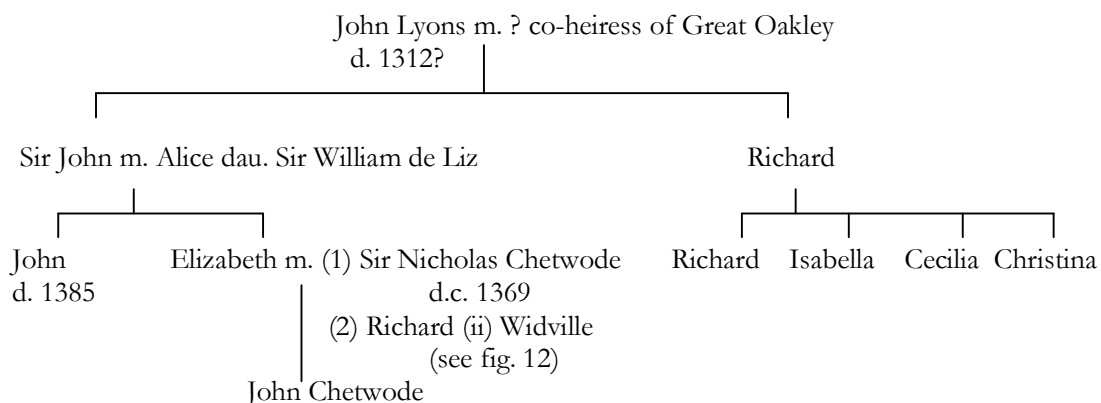 John Lyons m. ? co-heiress of Great Oakley
d. 1312?
Sir John m. Alice dau. Sir William de Liz
Richard
John
d. 1385
Elizabeth m. (1) Sir Nicholas Chetwode
d.c. 1369
(2) Richard (ii) Widville
(see fig. 12)
John Chetwode
Richard
Isabella
Cecilia
Christina